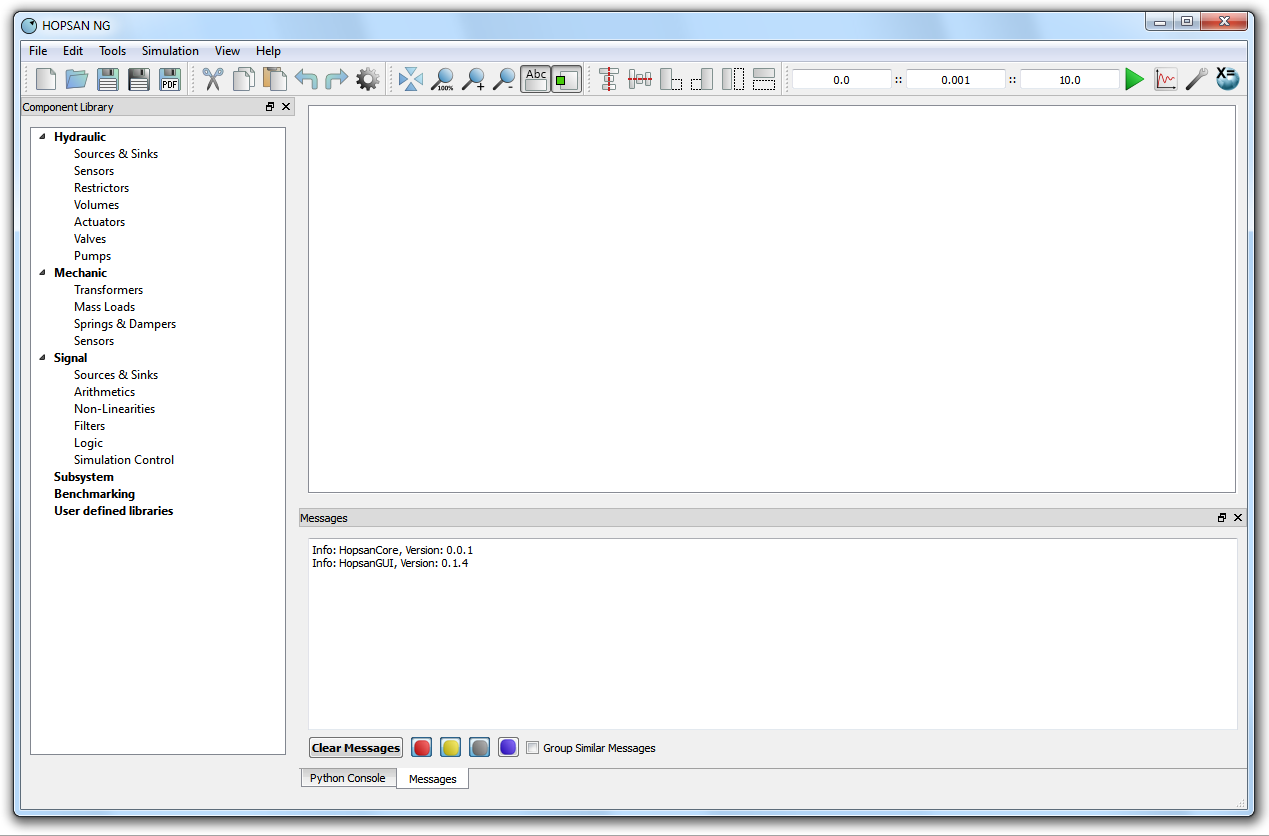 HOPSAN NG
File Edit Tools Simulation View Help
PDF 100% Abc 0.0 :: 0.001 :: 10.0 X=
Component Library
Hydraulic
Sources & Sinks
Sensors
Restrictors
Volumes
Actuators
Valves
Pumps
Mechanic
Transformers
Mass Loads
Springs & Dampers
Sensors
Signal
Sources & Sinks
Arithmetics
Non-Linearities
Filters
Logic
Simulation Control
Subsystem
Benchmarking
User defined libraries
Messages
Info: HopsanCore, Version: 0.0.1
Info: HopsanGUI, Version: 0.1.4
Clear Messages Group Similar Messages
Python Console Messages